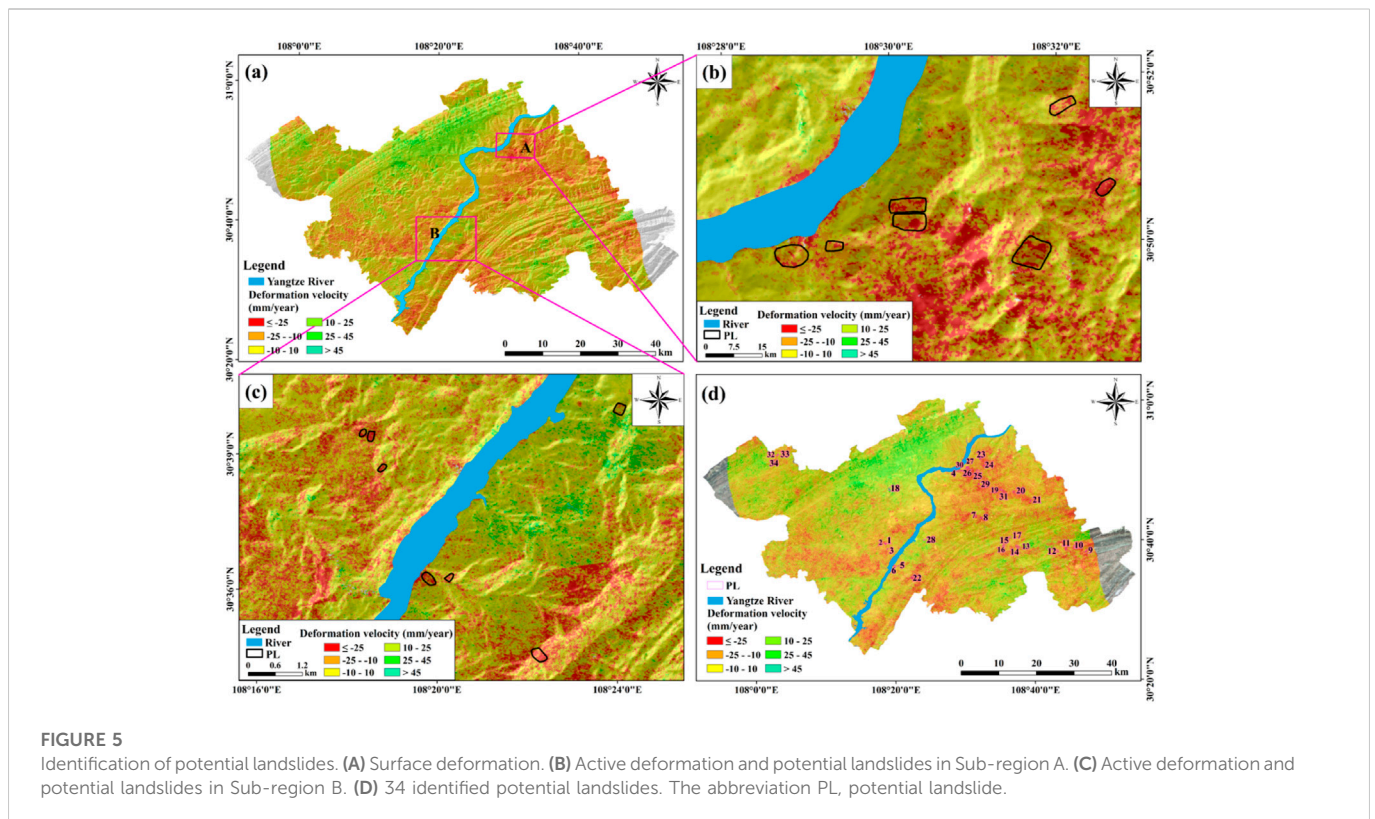 108°0'0"E 108°20'0"E 108°40'0"E
(a)
N
W E
S
31°0'0"N
30°40'0"N
30°20'0"N
A
B
Legend
Yangtze River
Deformation velocity
(mm/year)
≤ -25 10 - 25
-25 - -10 25 - 45
-10 - 10 > 45
0 10 20 30 40
km
108°28'0"E 108°30'0"E 108°32'0"E
(b)
N
W E
S
30°52'0"N
30°50'0"N
Legend
River
PL
0 7.5 15
km
Deformation velocity (mm/year)
≤ -25 10 - 25
-25 - -10 25 - 45
-10 - 10 > 45
(c)
N
W E
S
30°39'0"N
30°36'0"N
Legend
River
PL
0 0.6 1.2
km
Deformation velocity (mm/year)
≤ -25 10 - 25
-25 - -10 25 - 45
-10 - 10 > 45
108°16'0"E 108°20'0"E 108°24'0"E
(d)
N
W E
S
31°0'0"N
30°40'0"N
30°20'0"N
32 33
34
18
27 23
30 24
4 26 25
29
19 20
31 21
7 8
1 28
2
3
5
6
22
17
15 13
16 14
11 10
12 9
Legend
PL
Yangtze River
Deformation velocity
(mm/year)
≤ -25 10 - 25
-25 - -10 25 - 45
-10 - 10 > 45
0 10 20 30 40
km
108°0'0"E 108°20'0"E 108°40'0"E
FIGURE 5
Identification of potential landslides. (A) Surface deformation. (B) Active deformation and potential landslides in Sub-region A. (C) Active deformation and
potential landslides in Sub-region B. (D) 34 identified potential landslides. The abbreviation PL, potential landslide.